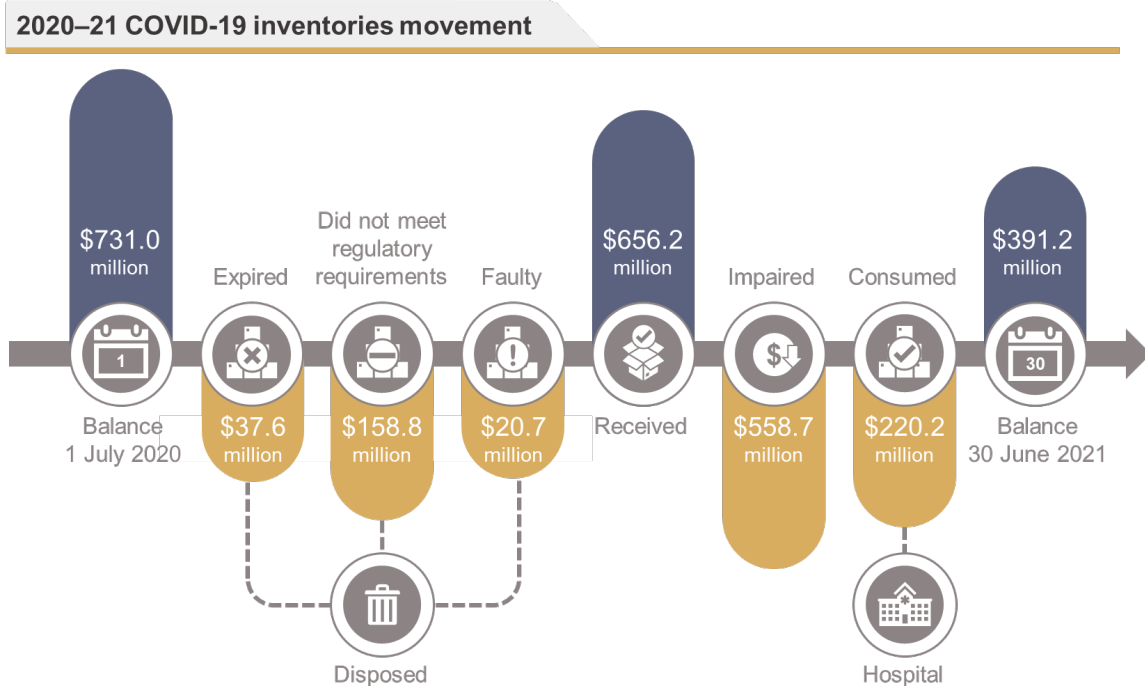 2020–21 COVID-19 inventories movement
$731.0
million
1
Balance
1 July 2020
Expired
$37.6
million
Did not meet
regulatory
requirements
$158.8
million
Faulty
$20.7
million
Disposed
$656.2
million
Received
Impaired
$
$558.7
million
Consumed
$220.2
million
Hospital
$391.2
million
30
Balance
30 June 2021